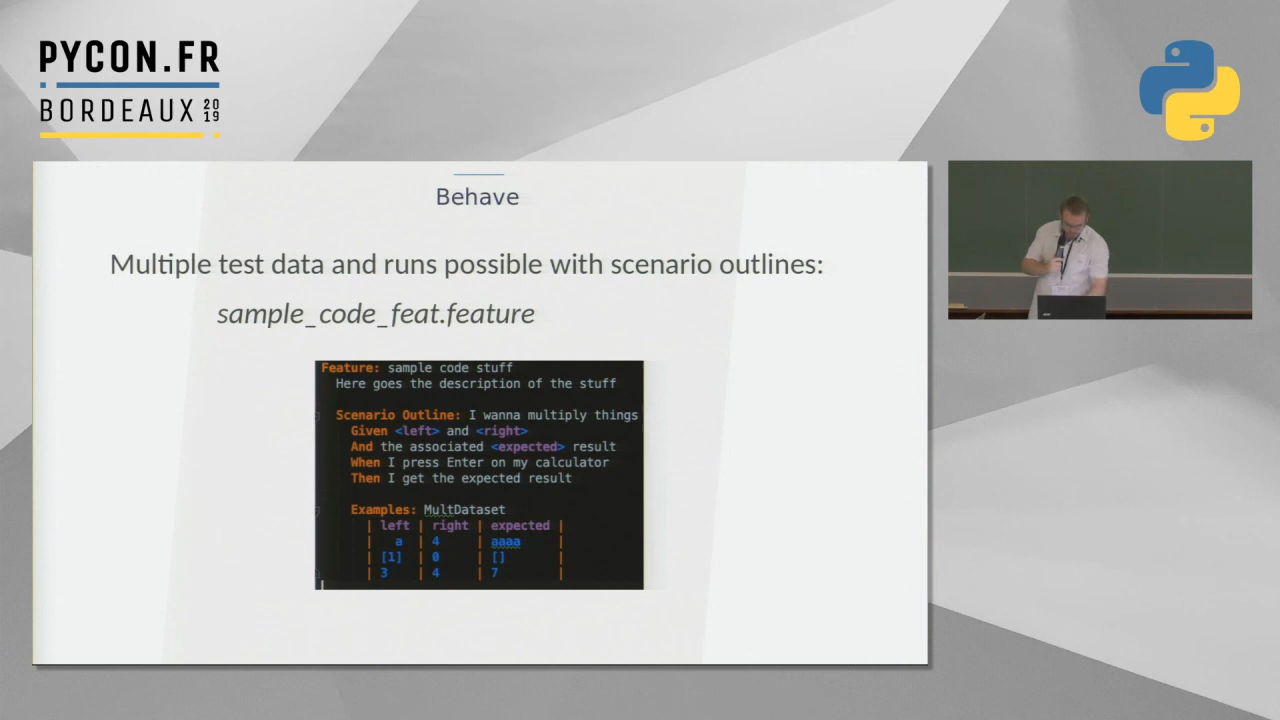 PYCON.FR
BORDEAUX 2019
Behave
Multiple test data and runs possible with scenario outlines:
sample_code_feat.feature
Feature: sample code stuff
Here goes the description of the stuff
Scenario Outline: I wanna multiply things
Given <left> and <right>
And the associated <expected> result
When I press Enter on my calculator
Then I get the expected result
Examples: MultDataset
| left | right | expected |
| a | 4 | aaaa |
| [1] | 0 | [] |
| 3 | 4 | 7 |